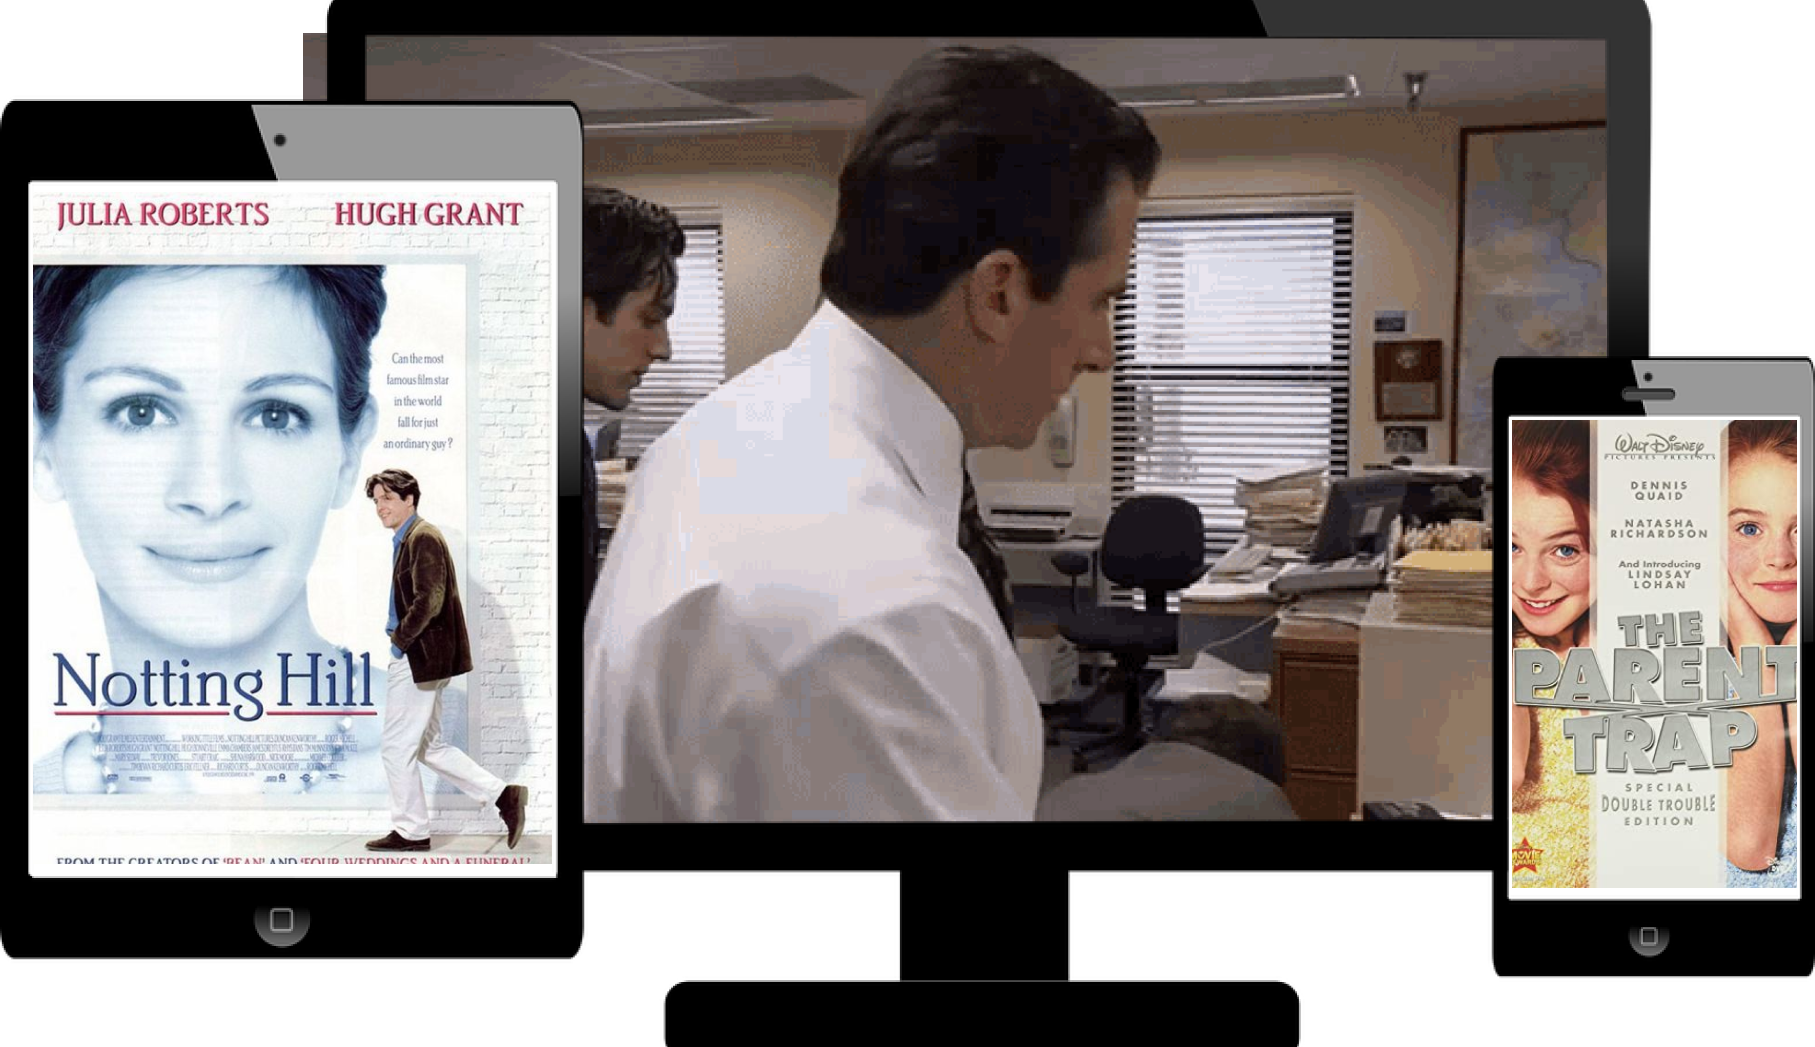 JULIA ROBERTS HUGH GRANT
Can the most
famous film star
in the world
fall for just
an ordinary guy?
Notting Hill
FROM THE CREATORS OF 'BEAN' AND 'FOUR WEDDINGS AND A FUNERAL'
WALT DISNEY
PICTURES PRESENTS
DENNIS
QUAID
NATASHA
RICHARDSON
And Introducing
LINDSAY
LOHAN
THE
PARENT
TRAP
SPECIAL
DOUBLE TROUBLE
EDITION